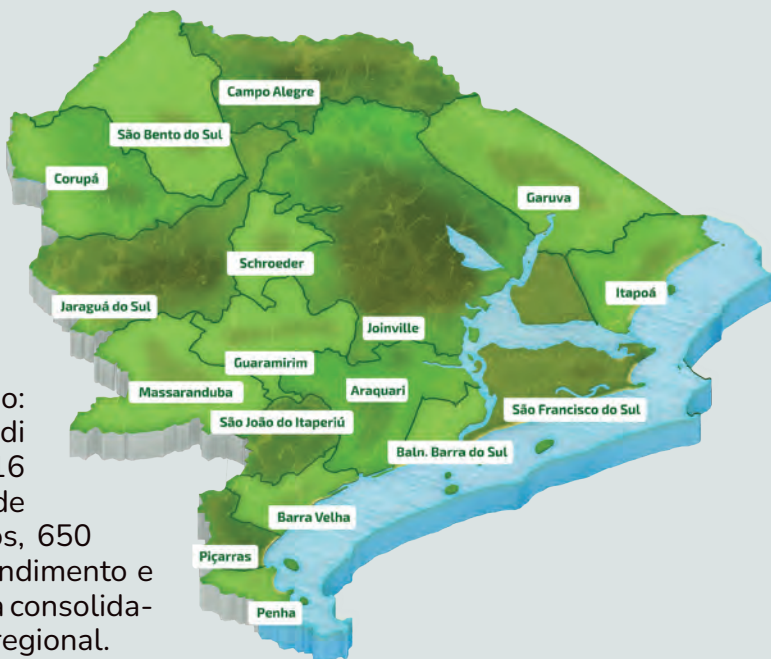 Campo Alegre
São Bento do Sul
Corupá
Garuva
Schroeder
Itapoá
Jaraguá do Sul
Joinville
Guaramirim
Massaranduba
Araquari
São João do Itaperiú
São Francisco do Sul
Baln. Barra do Sul
Barra Velha
Piçarras
Penha
o:
di
16
de
os, 650
ndimento e
consolida-
regional.